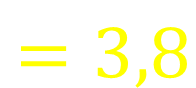 = 3,8